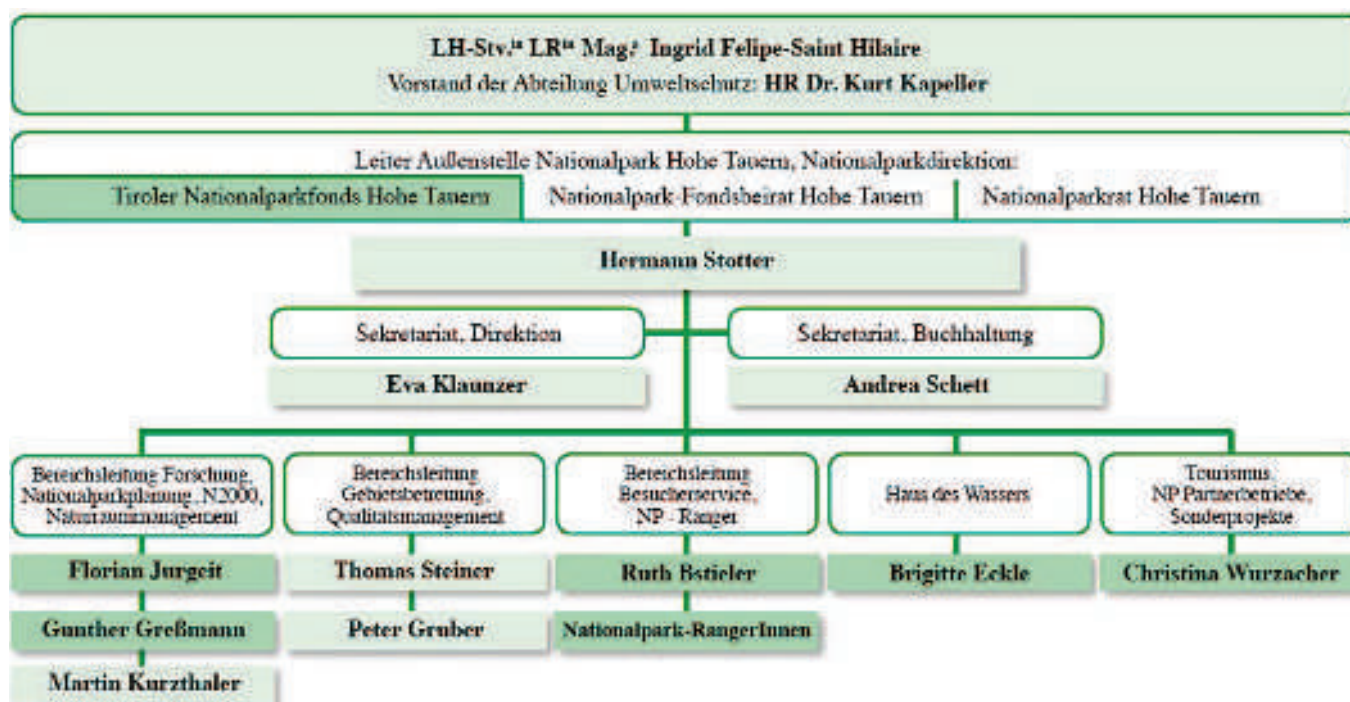 LH-Stv.in LRin Mag.a Ingrid Felipe-Saint Hilaire
Vorstand der Abteilung Umweltschutz: HR Dr. Kurt Kapeller
Leiter Außenstelle Nationalpark Hohe Tauern, Nationalparkdirektion:
Tiroler Nationalparkfonds Hohe Tauern
Nationalpark-Fondsbeirat Hohe Tauern
Nationalparkrat Hohe Tauern
Hermann Stotter
Sekretariat, Direktion
Eva Klaunzer
Sekretariat, Buchhaltung
Andrea Schett
Bereichsleitung Forschung,
Nationalparkplanung, N2000,
Naturraummanagement
Florian Jurgeit
Gunther Greßmann
Martin Kurzthaler
Bereichsleitung
Gebietsbetreuung,
Qualitätsmanagement
Thomas Steiner
Peter Gruber
Bereichsleitung
Besucherservice,
NP - Ranger
Ruth Bstieler
Nationalpark-RangerInnen
Haus des Wassers
Brigitte Eckle
Tourismus,
NP Partnerbetriebe,
Sonderprojekte
Christina Wurzacher